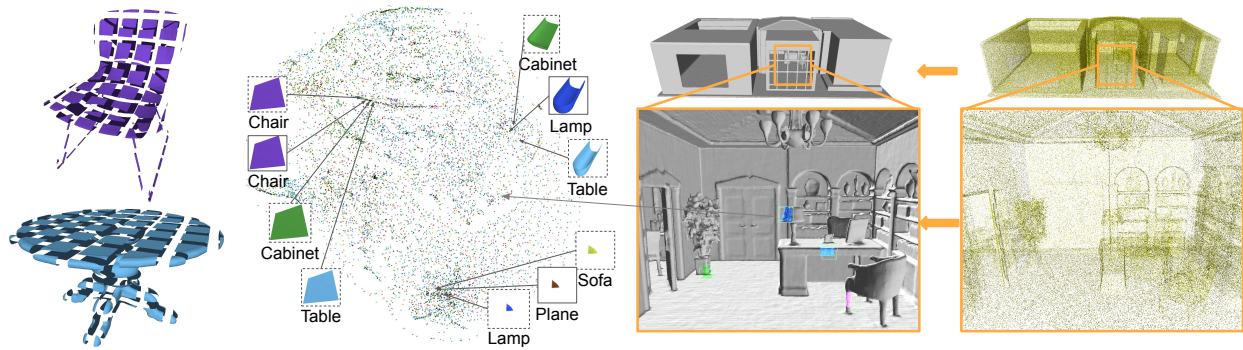 Cabinet
Lamp
Table
Chair
Chair
Cabinet
Table
Sofa
Plane
Lamp